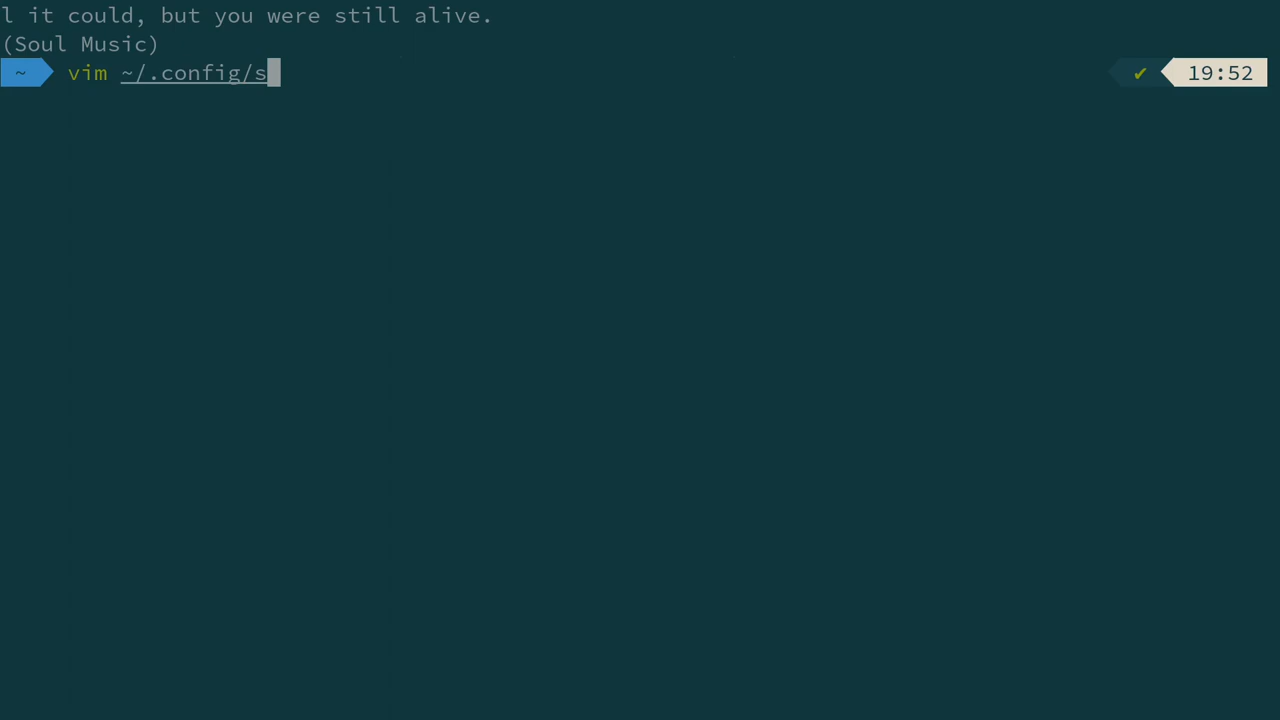 l it could, but you were still alive.
(Soul Music)
~ vim ~/.config/s ✔ 19:52